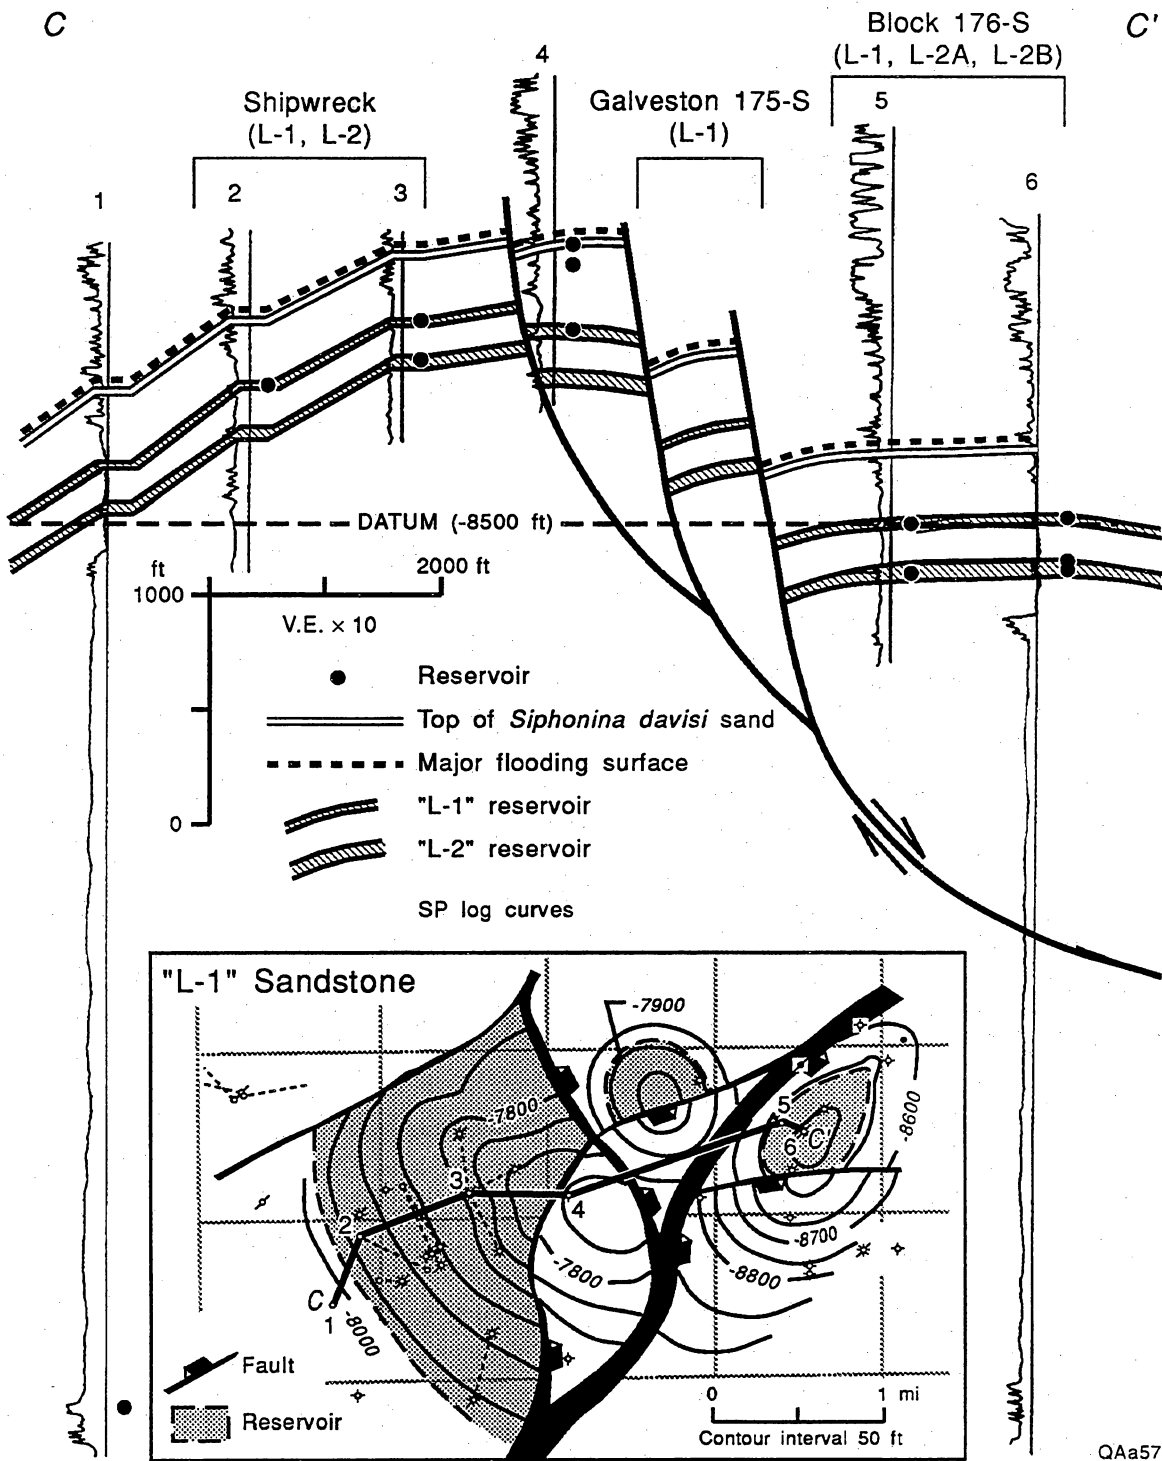 C
C'
Block 176-S
(L-1, L-2A, L-2B)
4
Shipwreck
(L-1, L-2)
Galveston 175-S
(L-1)
5
1
2
3
6
DATUM (-8500 ft)
ft
1000
2000 ft
V.E. × 10
Reservoir
Top of Siphonina davisi sand
Major flooding surface
"L-1" reservoir
0
"L-2" reservoir
SP log curves
"L-1" Sandstone
-7900
-7800
5
C'
6
-8600
3
2
4
-7800
-8700
-8800
C
1
-8000
Fault
Reservoir
0
1 mi
Contour interval 50 ft
QAa57